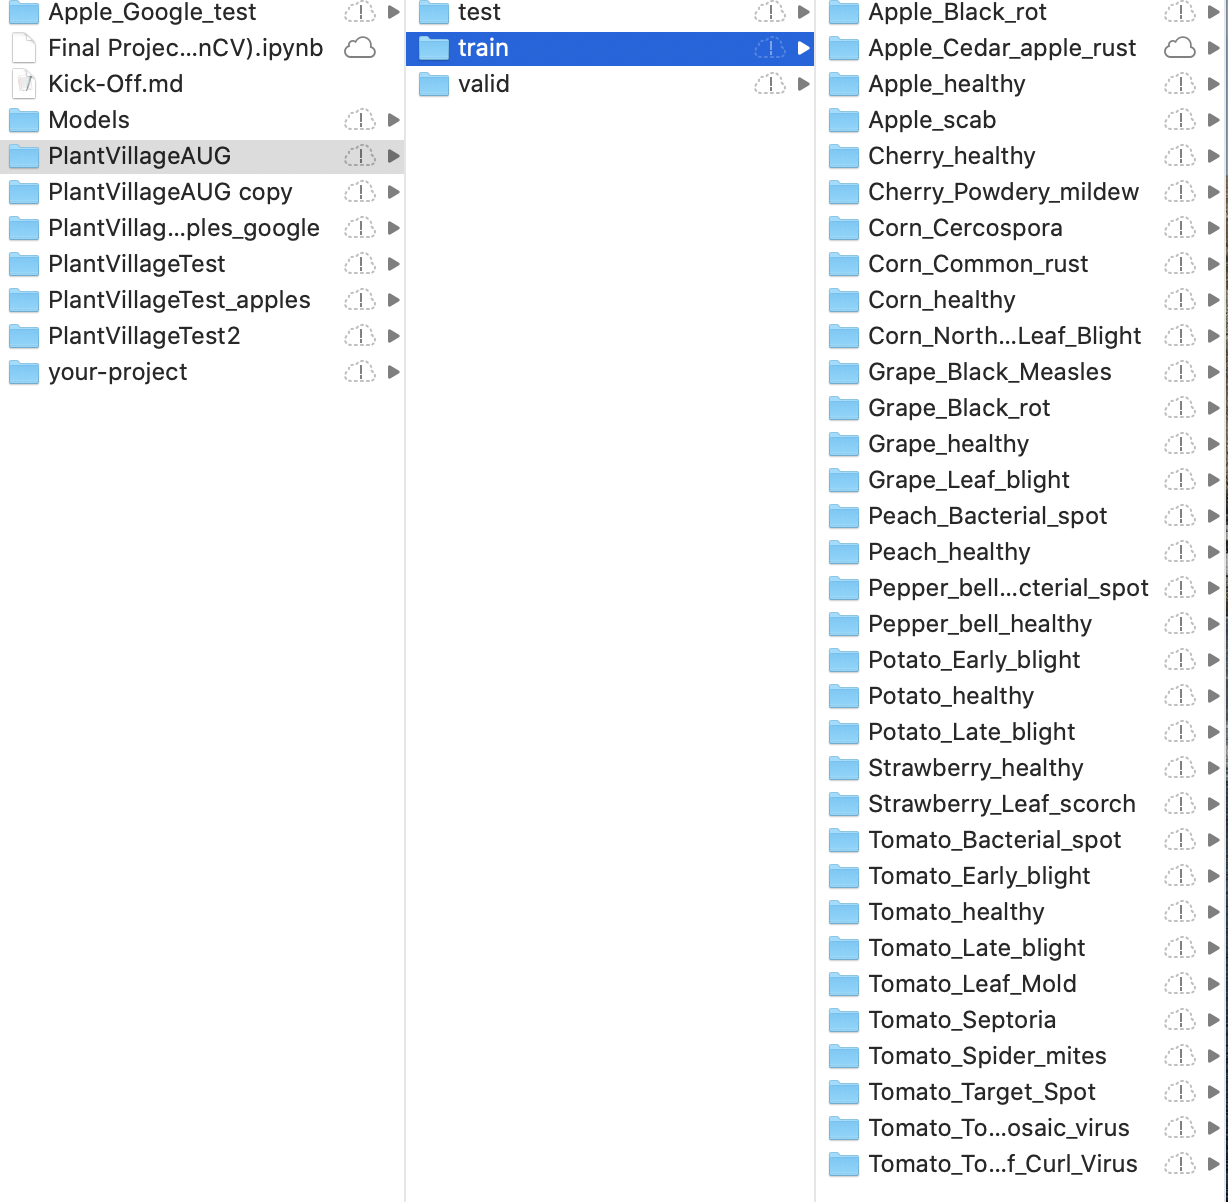 Apple_Google_test
Final Projec...nCV).ipynb
Kick-Off.md
Models
PlantVillageAUG
PlantVillageAUG copy
PlantVillag...ples_google
PlantVillageTest
PlantVillageTest_apples
PlantVillageTest2
your-project
test
train
valid
Apple_Black_rot
Apple_Cedar_apple_rust
Apple_healthy
Apple_scab
Cherry_healthy
Cherry_Powdery_mildew
Corn_Cercospora
Corn_Common_rust
Corn_healthy
Corn_North...Leaf_Blight
Grape_Black_Measles
Grape_Black_rot
Grape_healthy
Grape_Leaf_blight
Peach_Bacterial_spot
Peach_healthy
Pepper_bell...cterial_spot
Pepper_bell_healthy
Potato_Early_blight
Potato_healthy
Potato_Late_blight
Strawberry_healthy
Strawberry_Leaf_scorch
Tomato_Bacterial_spot
Tomato_Early_blight
Tomato_healthy
Tomato_Late_blight
Tomato_Leaf_Mold
Tomato_Septoria
Tomato_Spider_mites
Tomato_Target_Spot
Tomato_To...osaic_virus
Tomato_To...f_Curl_Virus